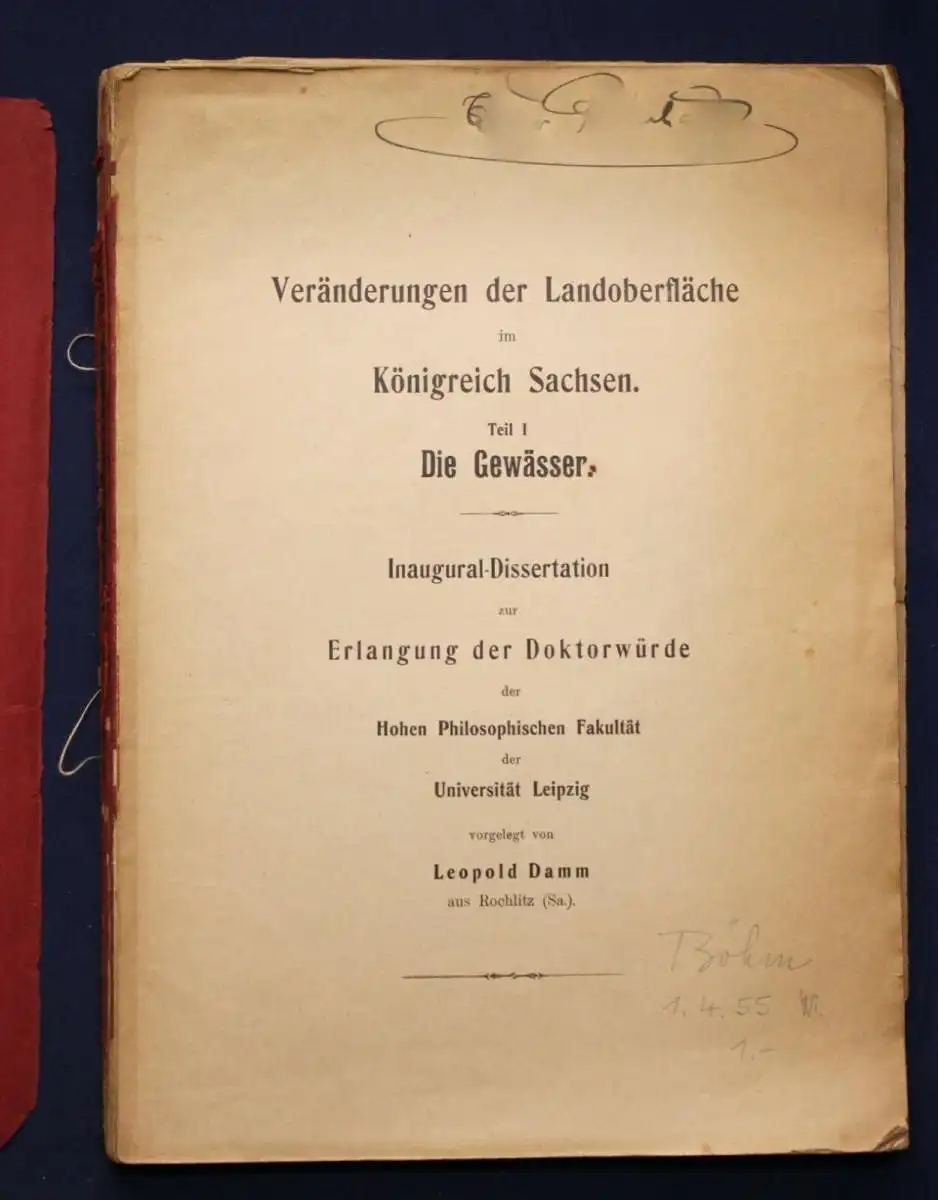 Veränderungen der Landoberfläche
im
Königreich Sachsen.
Teil I
Die Gewässer.
Inaugural-Dissertation
zur
Erlangung der Doktorwürde
der
Hohen Philosophischen Fakultät
der
Universität Leipzig
vorgelegt von
Leopold Damm
aus Rochlitz (Sa.).
Böhm
1.4.55
1.-